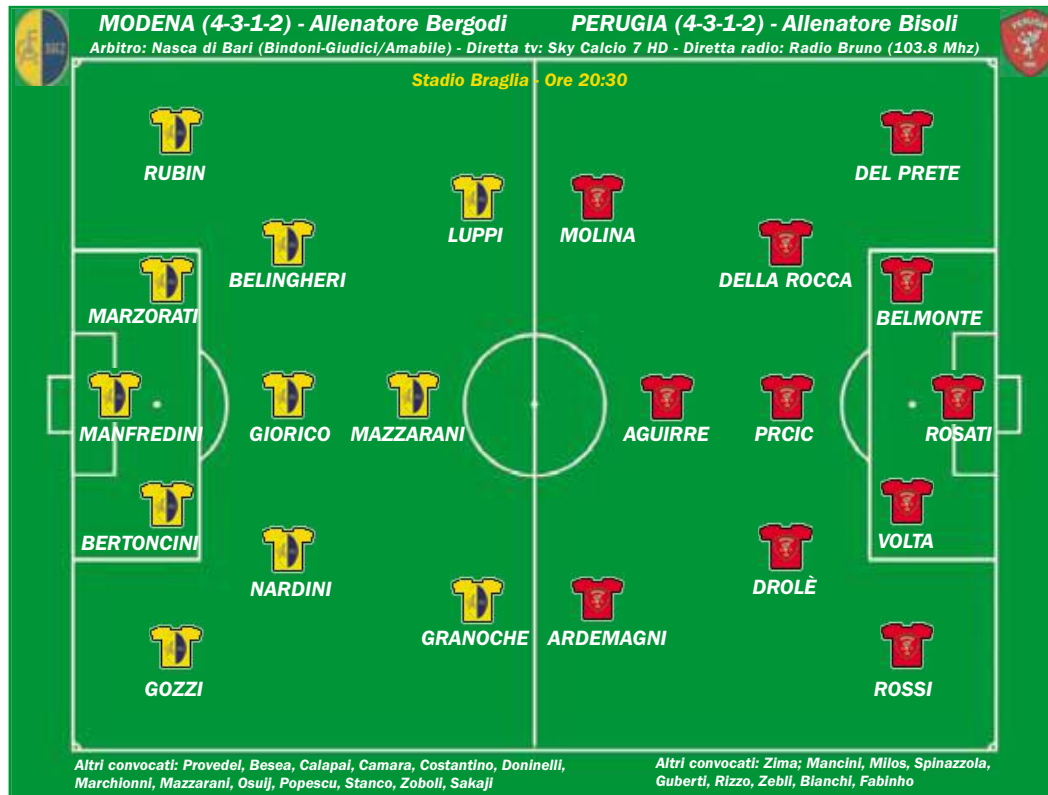 MODENA (4-3-1-2) - Allenatore Bergodi
PERUGIA (4-3-1-2) - Allenatore Bisoli
Arbitro: Nasca di Bari (Bindoni-Giudici/Amabile) - Diretta tv: Sky Calcio 7 HD - Diretta radio: Radio Bruno (103.8 Mhz)
Stadio Braglia - Ore 20:30
RUBIN
LUPPI
BELINGHERI
MARZORATI
MANFREDINI
GIORICO
MAZZARANI
BERTONCINI
NARDINI
GRANOCHE
GOZZI
DEL PRETE
MOLINA
DELLA ROCCA
BELMONTE
AGUIRRE
PRCIC
ROSATI
VOLTA
DROLÈ
ARDEMAGNI
ROSSI
Altri convocati: Provedel, Besea, Calapai, Camara, Costantino, Doninelli,
Marchionni, Mazzarani, Osuij, Popescu, Stanco, Zoboli, Sakaji
Altri convocati: Zima; Mancini, Milos, Spinazzola,
Guberti, Rizzo, Zebli, Bianchi, Fabinho